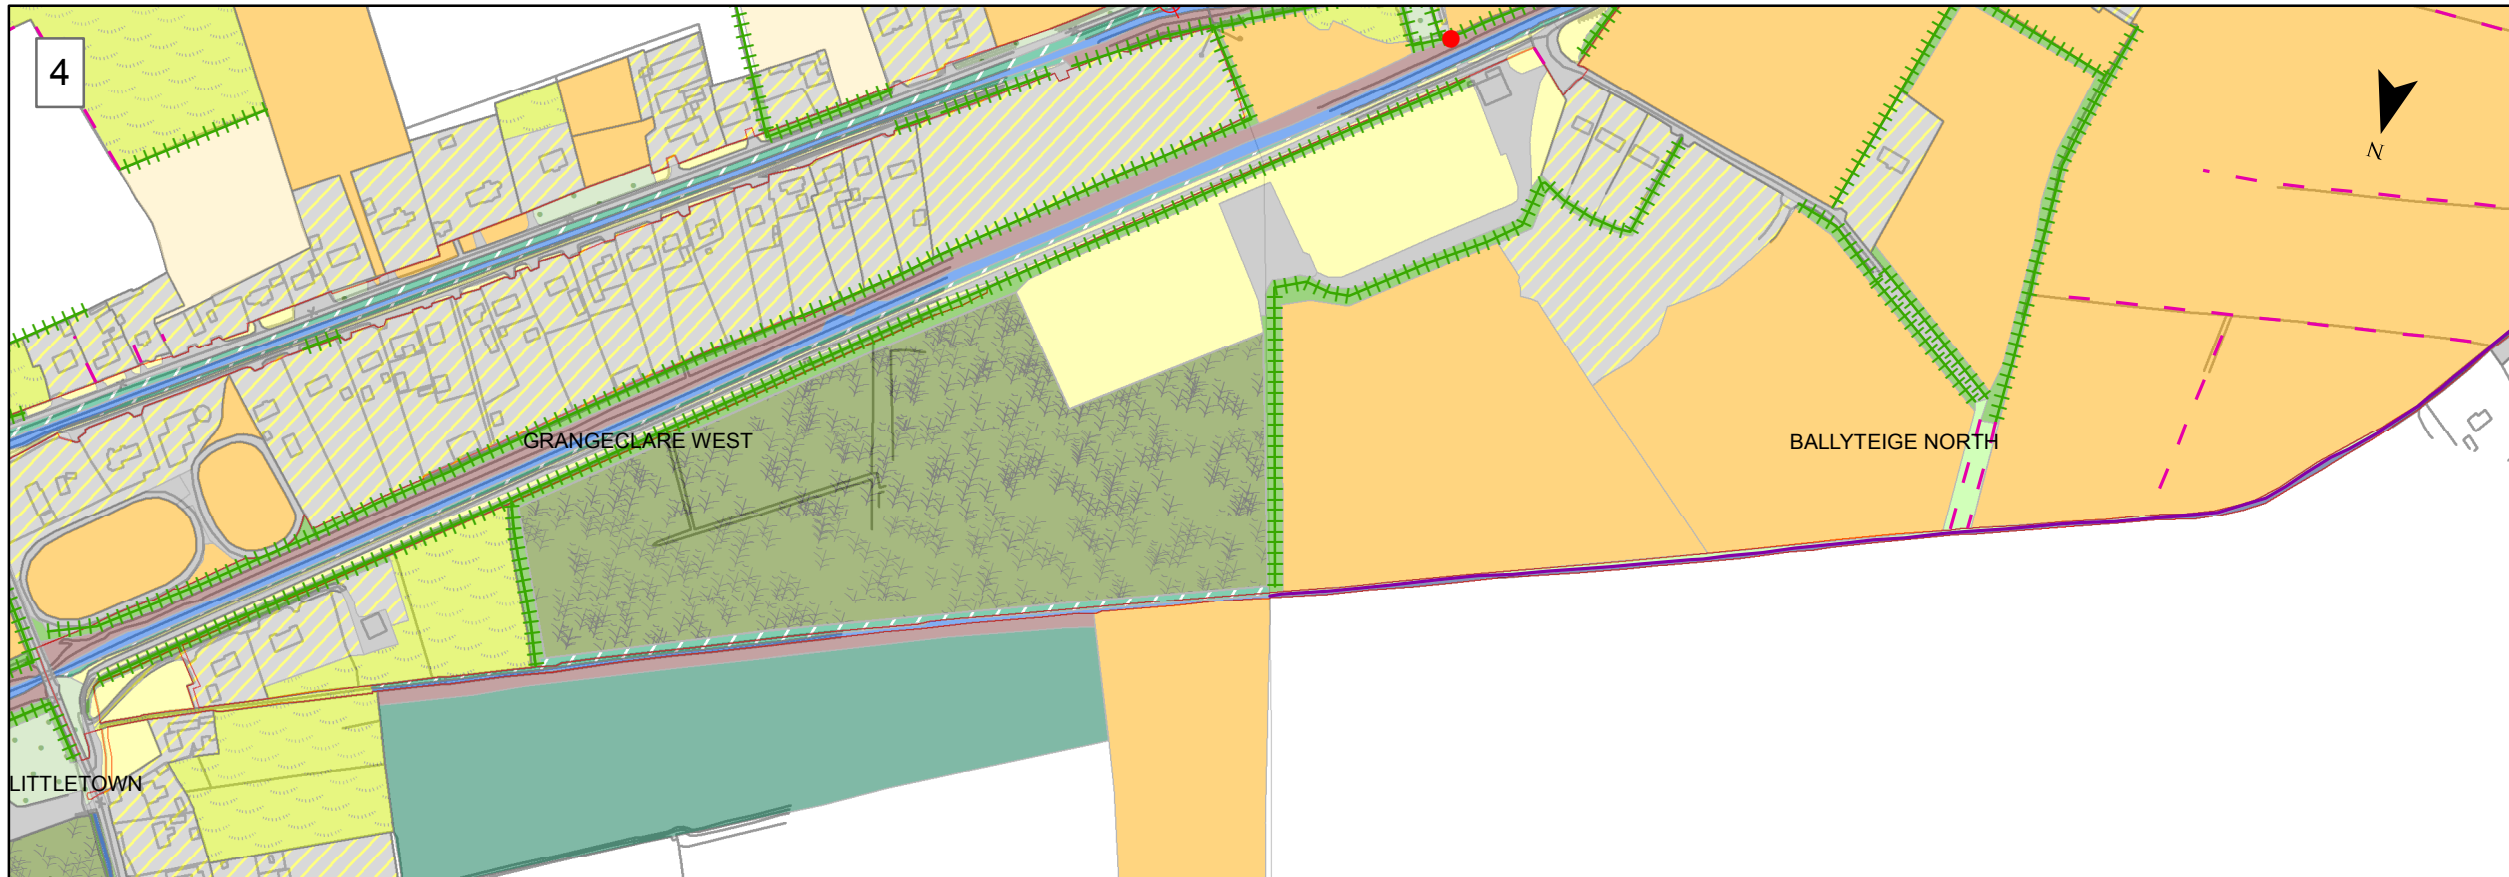 4
N
GRANGECLARE WEST
BALLYTEIGE NORTH
LITTLETOWN